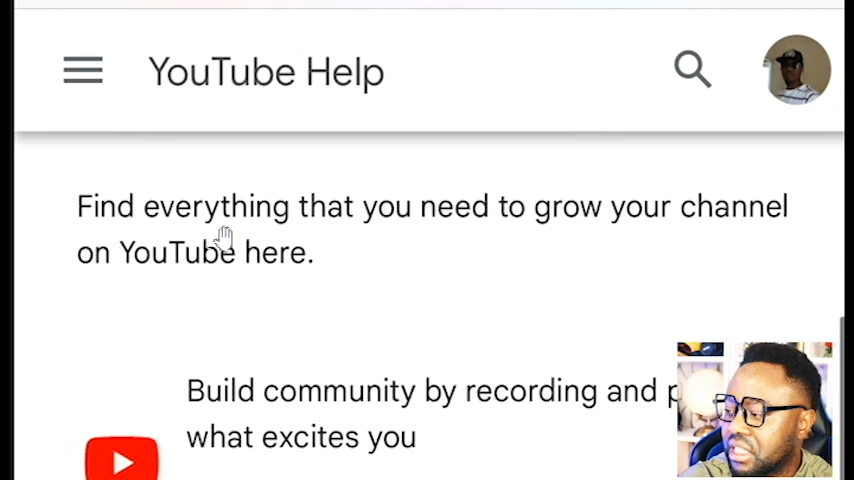 YouTube Help
Find everything that you need to grow your channel
on YouTube here.
Build community by recording and
what excites you